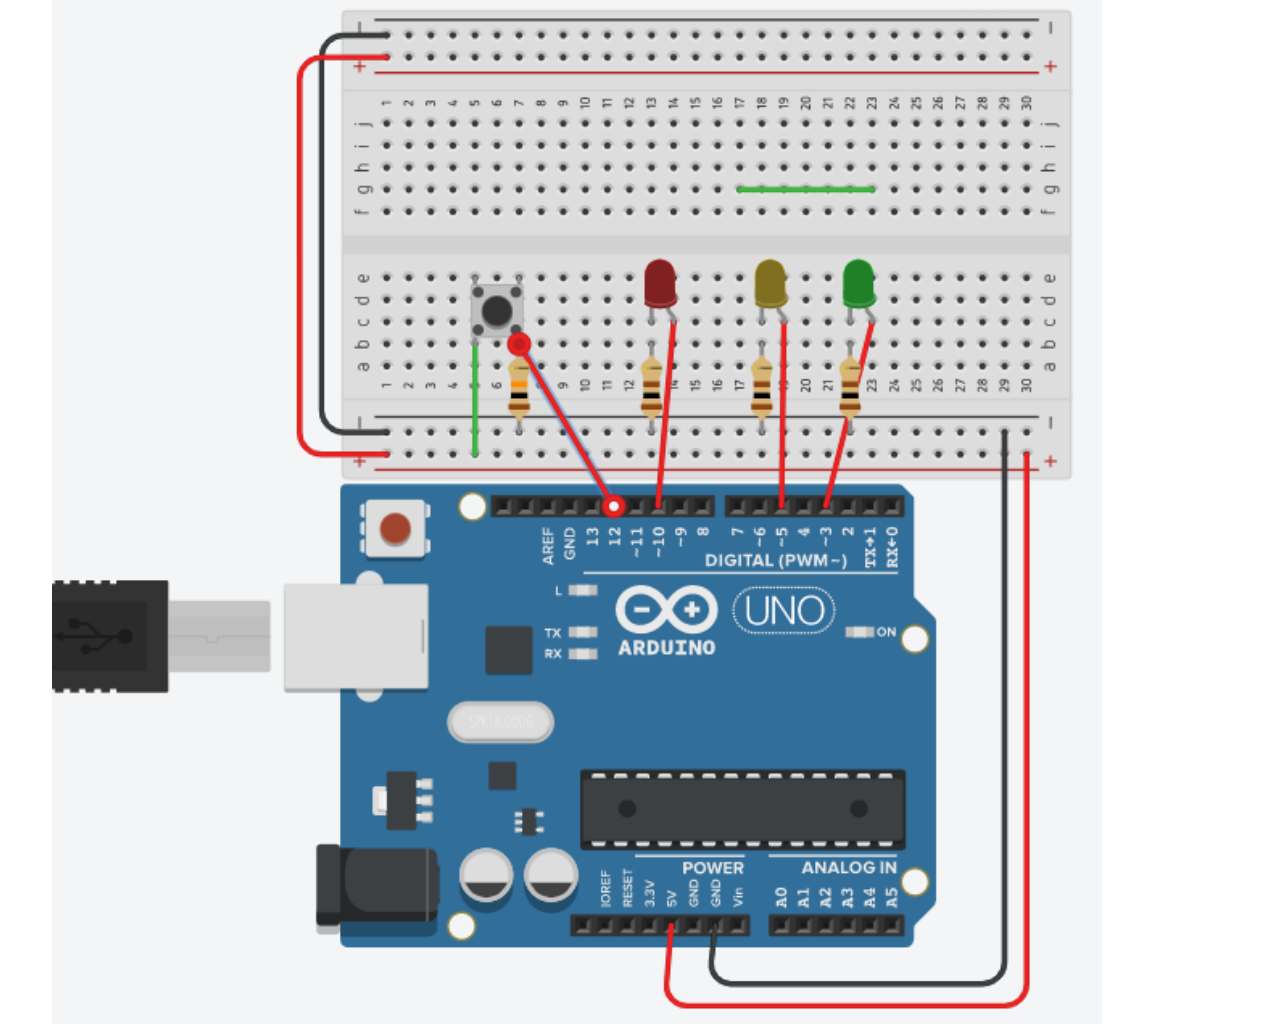 − −
+ +
1 2 3 4 5 6 7 8 9 10 11 12 13 14 15 16 17 18 19 20 21 22 23 24 25 26 27 28 29 30
j j
i i
h h
g g
f f
e e
d d
c c
b b
a a
1 2 3 4 5 6 9 10 11 12 14 15 16 17 19 20 21 23 24 25 26 27 28 29 30
− −
+ +
AREF GND 13 12 ~11 ~10 ~9 8 7 ~6 ~5 4 ~3 2 TX→1 RX←0
DIGITAL (PWM~)
L
TX
RX
UNO
ARDUINO
ON
SPK16.000G
POWER
ANALOG IN
IOREF RESET 3.3V 5V GND GND Vin A0 A1 A2 A3 A4 A5